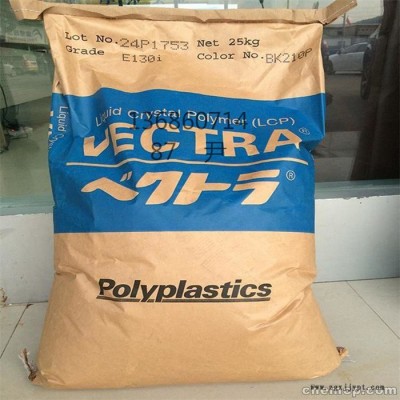 Lot No. 24P1753 Net 25kg
Grade E130i Color No. BK210P
Liquid Crystal Polymer (LCP)
VECTRA®
ベクトラ®
Polyplastics